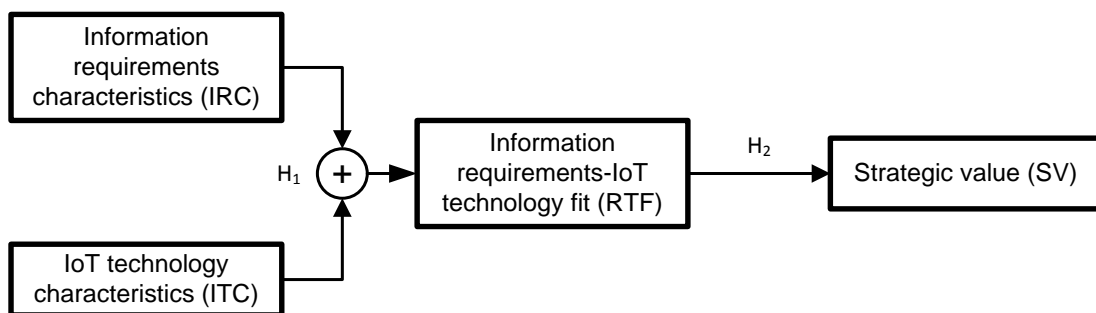 Information
requirements
characteristics (IRC)
H₁
+
IoT technology
characteristics (ITC)
Information
requirements-IoT
technology fit (RTF)
H₂
Strategic value (SV)